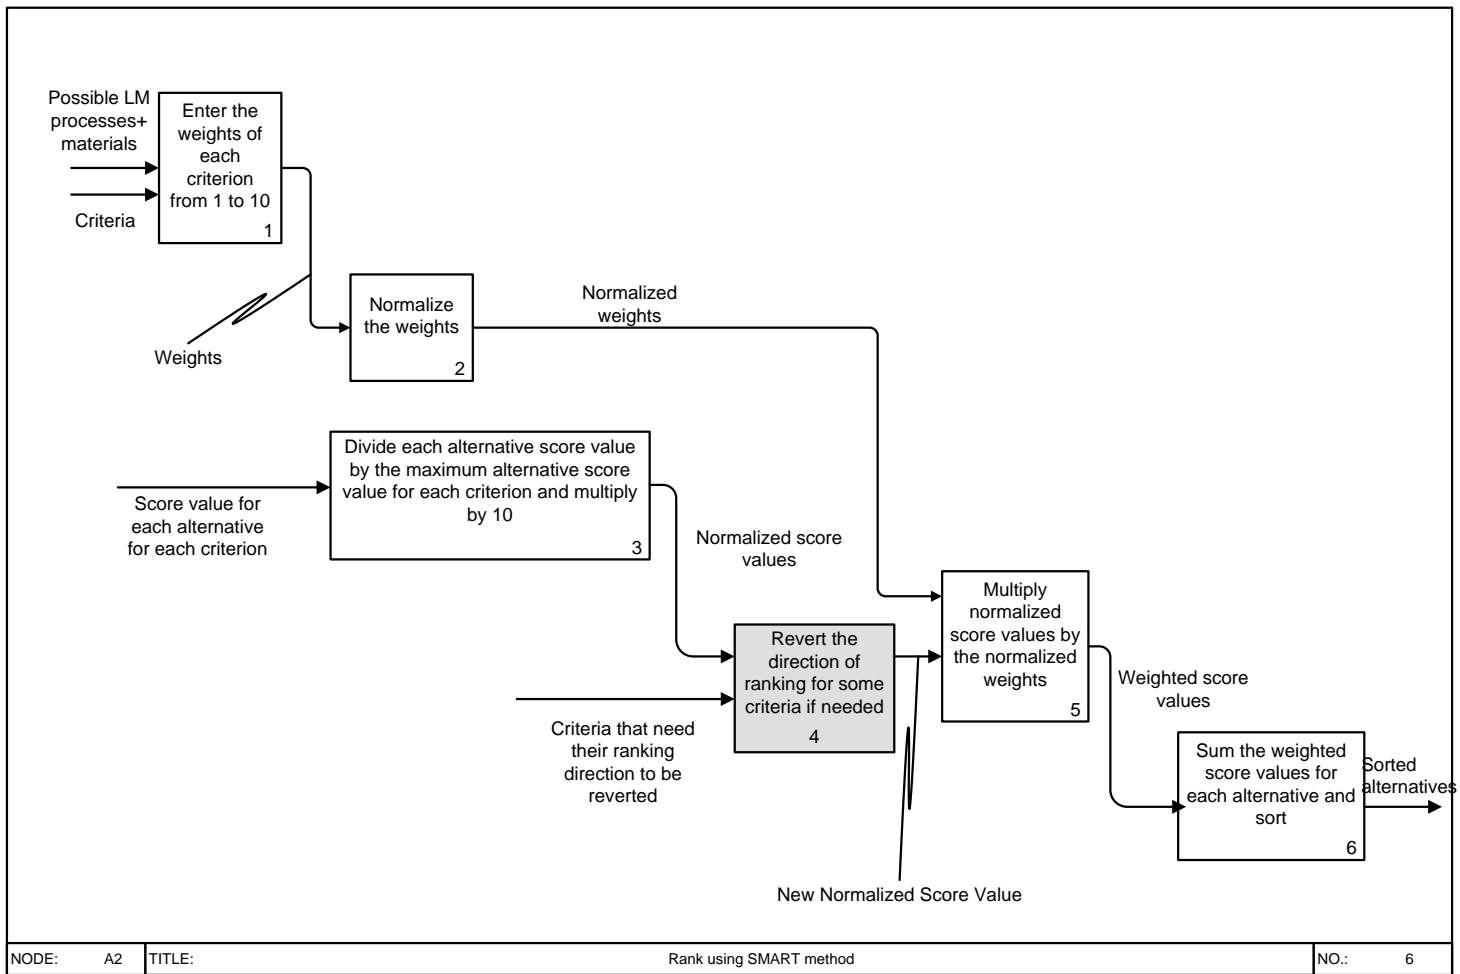 Possible LM
processes+
materials
Criteria
Enter the
weights of
each
criterion
from 1 to 10
1
Weights
Normalize
the weights
2
Normalized
weights
Score value for
each alternative
for each criterion
Divide each alternative score value
by the maximum alternative score
value for each criterion and multiply
by 10
3
Normalized score
values
Criteria that need
their ranking
direction to be
reverted
Revert the
direction of
ranking for some
criteria if needed
4
New Normalized Score Value
Multiply
normalized
score values by
the normalized
weights
5
Weighted score
values
Sum the weighted
score values for
each alternative and
sort
6
Sorted
alternatives
NODE: A2 TITLE: Rank using SMART method NO.: 6